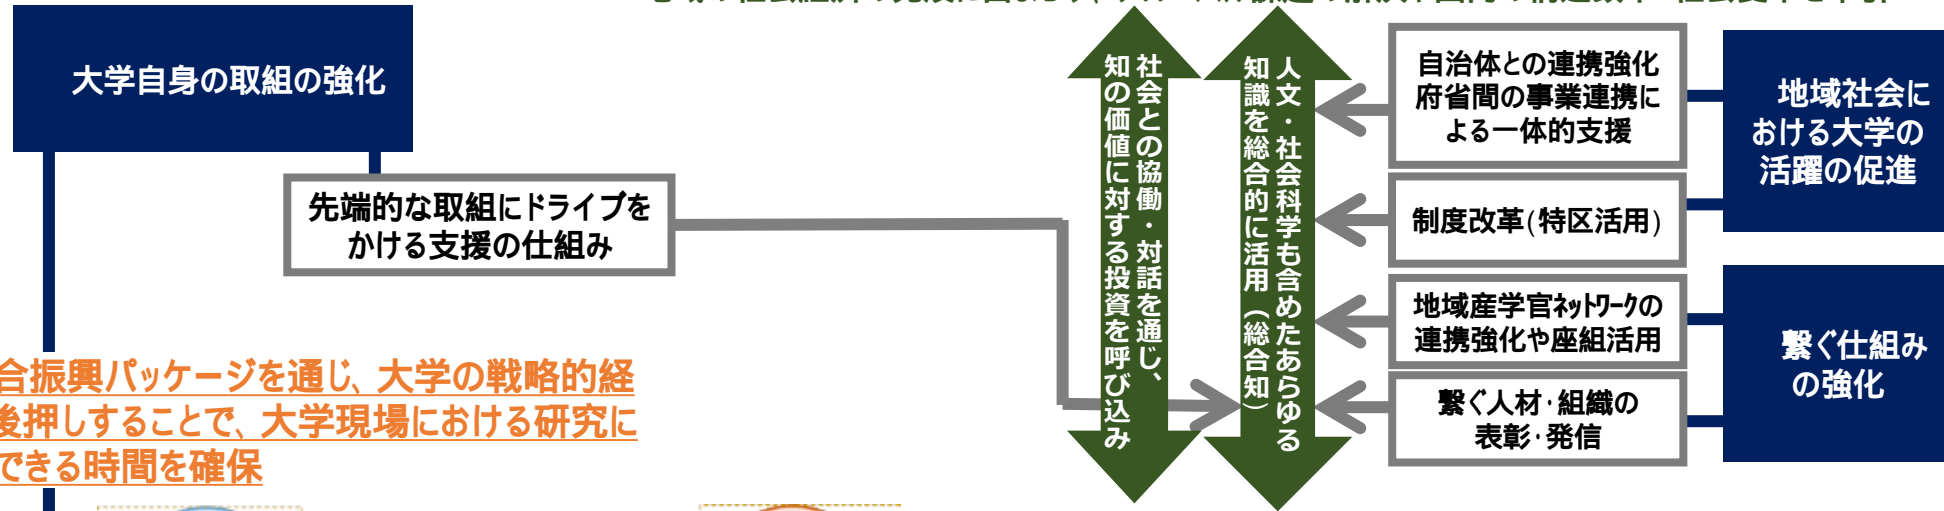 大学自身の取組の強化
先端的な取組にドライブを
かける支援の仕組み
合振興パッケージを通じ、大学の戦略的経
後押しすることで、大学現場における研究に
できる時間を確保
社会との協働・対話を通じ、
知の価値に対する投資を呼び込み
人文・社会科学も含めたあらゆる
知識を総合的に活用（総合知）
自治体との連携強化
府省間の事業連携に
よる一体的支援
制度改革(特区活用)
地域産学官ﾈｯﾄﾜｰｸの
連携強化や座組活用
繋ぐ人材・組織の
表彰・発信
地域社会に
おける大学の
活躍の促進
繋ぐ仕組み
の強化